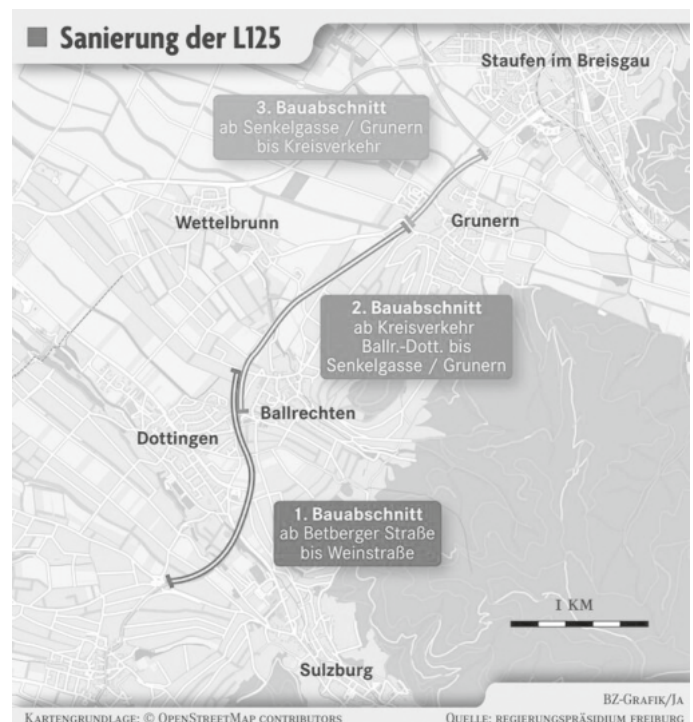 Sanierung der L125
Staufen im Breisgau
3. Bauabschnitt
ab Senkelgasse / Grunern
bis Kreisverkehr
Wettelbrunn
Grunern
2. Bauabschnitt
ab Kreisverkehr
Ballr.-Dott. bis
Senkelgasse / Grunern
Ballrechten
Dottingen
1. Bauabschnitt
ab Betberger Straße
bis Weinstraße
1 KM
Sulzburg
BZ-GRAFIK/JA
KARTENGRUNDLAGE: © OPENSTREETMAP CONTRIBUTORS
QUELLE: REGIERUNGSPRÄSIDIUM FREIBURG